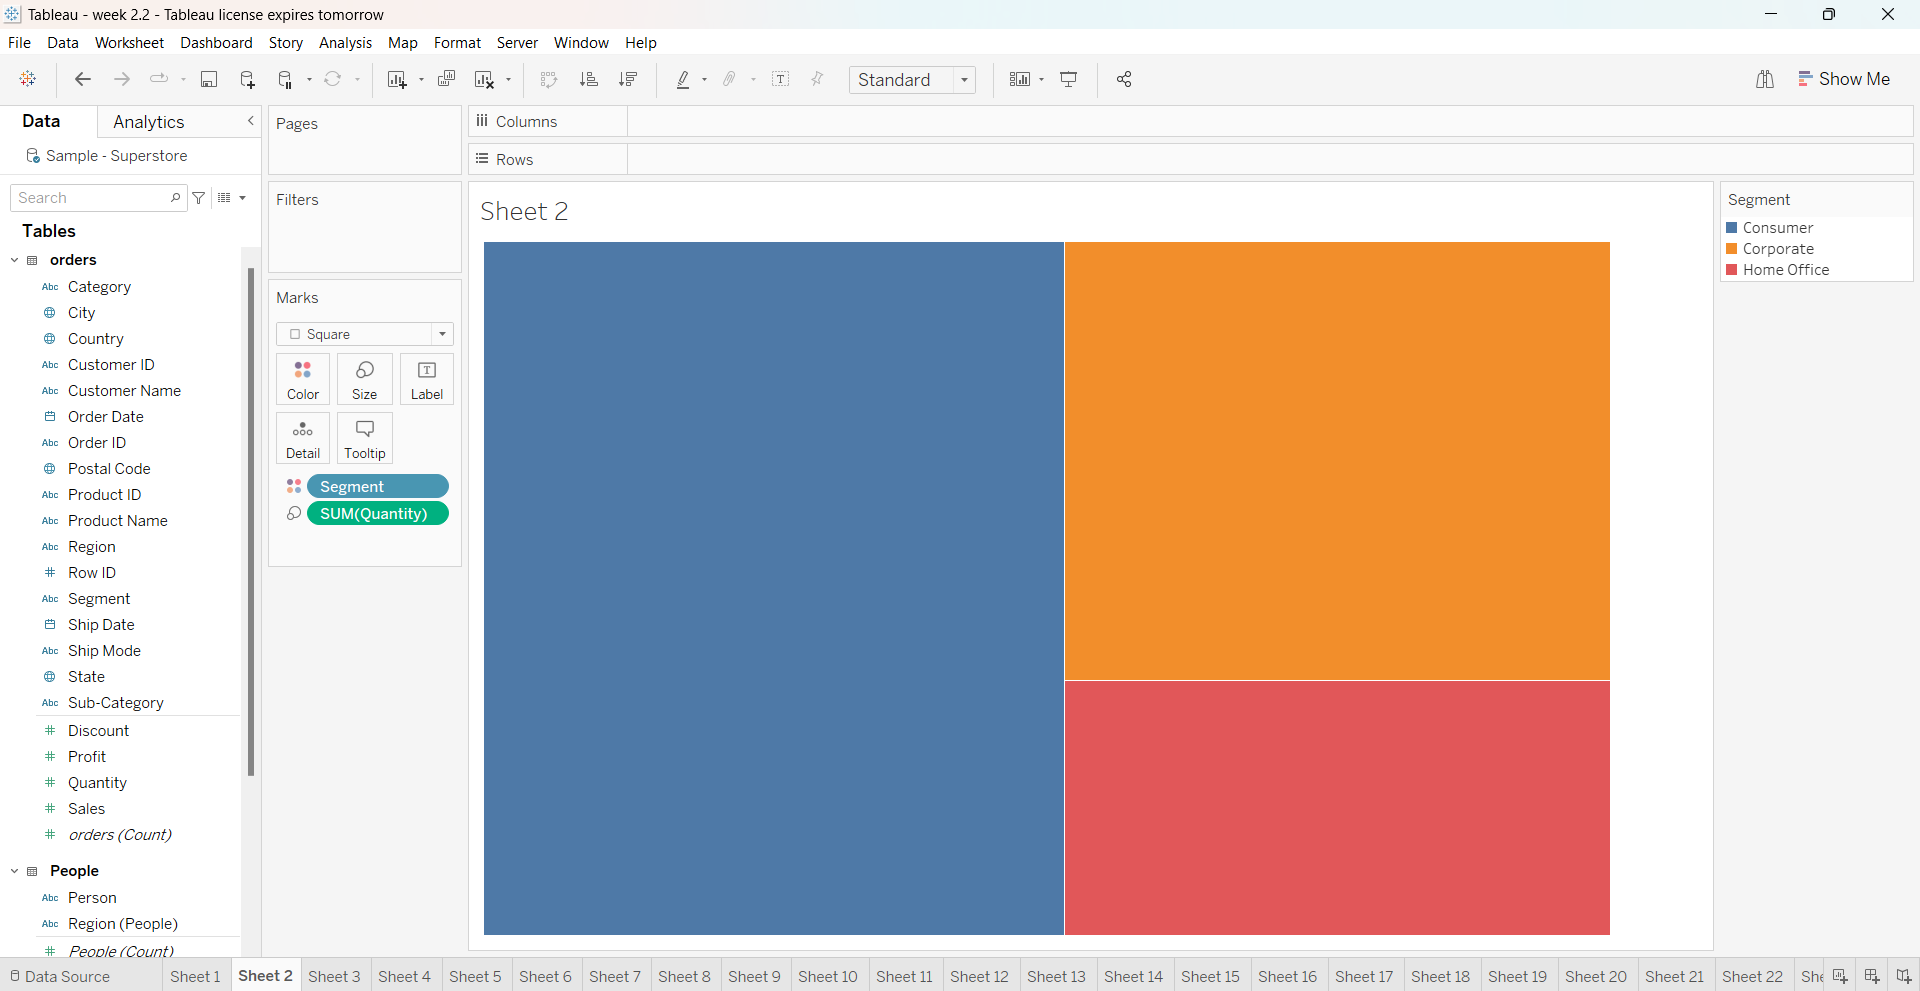 Tableau - week 2.2 - Tableau license expires tomorrow
File Data Worksheet Dashboard Story Analysis Map Format Server Window Help
Standard
Show Me
Data Analytics
Sample - Superstore
Search
Tables
orders
Abc Category
City
Country
Abc Customer ID
Abc Customer Name
Order Date
Abc Order ID
Postal Code
Abc Product ID
Abc Product Name
Abc Region
# Row ID
Abc Segment
Ship Date
Abc Ship Mode
State
Abc Sub-Category
# Discount
# Profit
# Quantity
# Sales
# orders (Count)
People
Abc Person
Abc Region (People)
# People (Count)
Pages
Filters
Marks
Square
Color Size T Label
Detail Tooltip
Segment
SUM(Quantity)
Columns
Rows
Sheet 2
Segment
Consumer
Corporate
Home Office
Data Source Sheet 1 Sheet 2 Sheet 3 Sheet 4 Sheet 5 Sheet 6 Sheet 7 Sheet 8 Sheet 9 Sheet 10 Sheet 11 Sheet 12 Sheet 13 Sheet 14 Sheet 15 Sheet 16 Sheet 17 Sheet 18 Sheet 19 Sheet 20 Sheet 21 Sheet 22 She